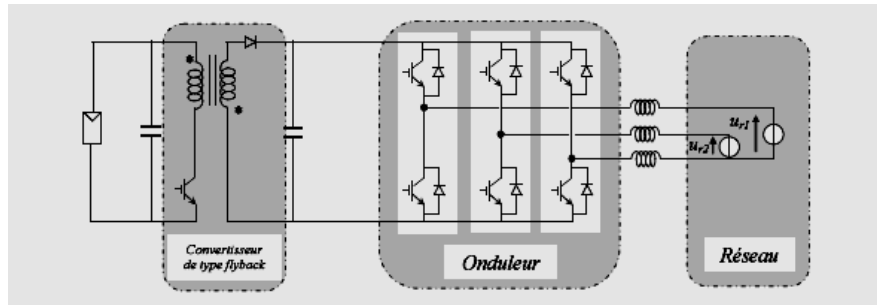 u_r1
u_r2
Convertisseur
de type flyback
Onduleur
Réseau